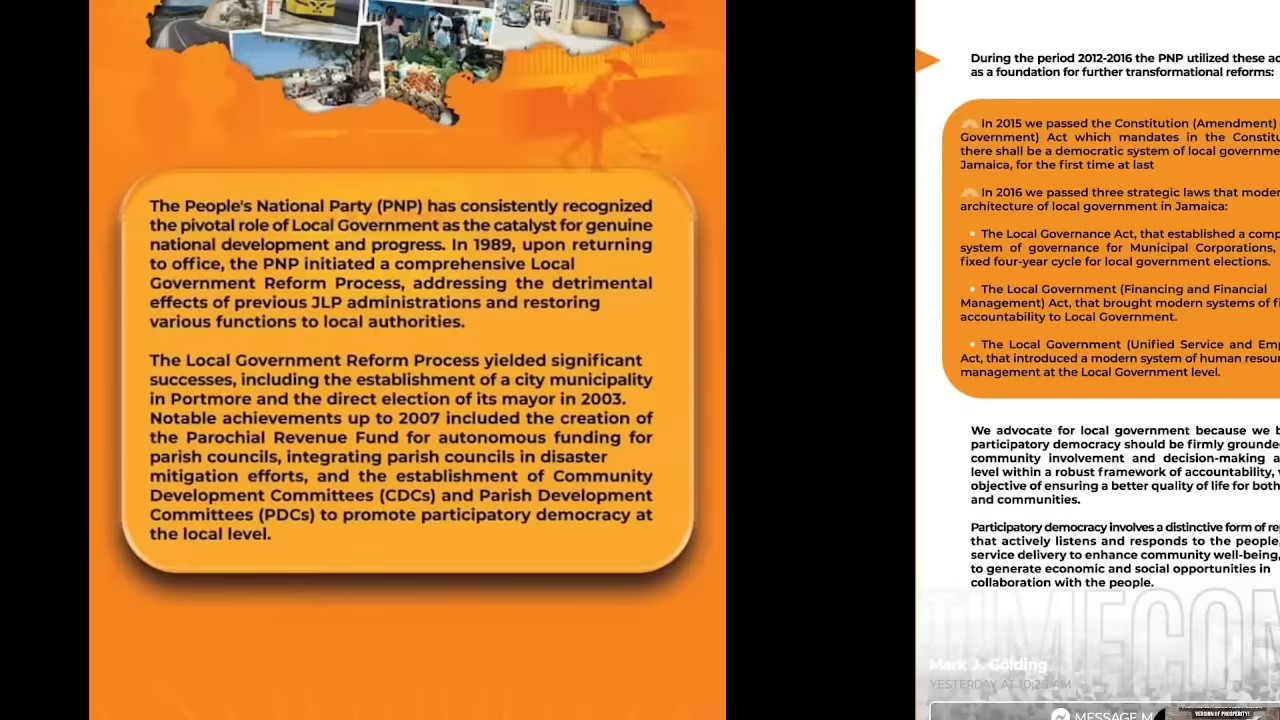 The People's National Party (PNP) has consistently recognized
the pivotal role of Local Government as the catalyst for genuine
national development and progress. In 1989, upon returning
to office, the PNP initiated a comprehensive Local
Government Reform Process, addressing the detrimental
effects of previous JLP administrations and restoring
various functions to local authorities.
The Local Government Reform Process yielded significant
successes, including the establishment of a city municipality
in Portmore and the direct election of its mayor in 2003.
Notable achievements up to 2007 included the creation of
the Parochial Revenue Fund for autonomous funding for
parish councils, integrating parish councils in disaster
mitigation efforts, and the establishment of Community
Development Committees (CDCs) and Parish Development
Committees (PDCs) to promote participatory democracy at
the local level.
During the period 2012-2016 the PNP utilized these
as a foundation for further transformational reforms:
In 2015 we passed the Constitution (Amendment)
Government) Act which mandates in the
there shall be a democratic system of local
Jamaica, for the first time at last
In 2016 we passed three strategic laws that
architecture of local government in Jamaica:
• The Local Governance Act, that established a
system of governance for Municipal Corporations,
fixed four-year cycle for local government elections.
• The Local Government (Financing and Financial
Management) Act, that brought modern systems of
accountability to Local Government.
• The Local Government (Unified Service and
Act, that introduced a modern system of human
management at the Local Government level.
We advocate for local government because we
participatory democracy should be firmly
community involvement and decision-making
level within a robust framework of accountability,
objective of ensuring a better quality of life for both
and communities.
Participatory democracy involves a distinctive form of
that actively listens and responds to the people,
service delivery to enhance community well-being,
to generate economic and social opportunities in
collaboration with the people.
Mark J. Golding
YESTERDAY AT 10:25 AM
MESSAGE
VERSION OF PROSPERITY!